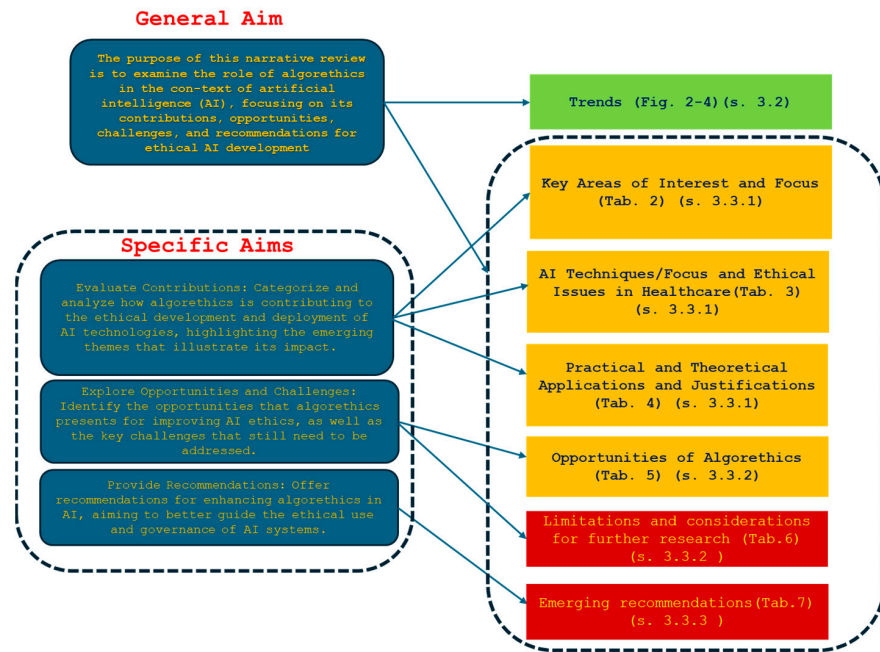 General Aim
The purpose of this narrative review
is to examine the role of algorethics
in the con-text of artificial
intelligence (AI), focusing on its
contributions, opportunities,
challenges, and recommendations for
ethical AI development
Specific Aims
Evaluate Contributions: Categorize and
analyze how algorethics is contributing to
the ethical development and deployment of
AI technologies, highlighting the emerging
themes that illustrate its impact.
Explore Opportunities and Challenges:
Identify the opportunities that algorethics
presents for improving AI ethics, as well as
the key challenges that still need to be
addressed.
Provide Recommendations: Offer
recommendations for enhancing algorethics in
AI, aiming to better guide the ethical use
and governance of AI systems.
Trends (Fig. 2-4)(s. 3.2)
Key Areas of Interest and Focus
(Tab. 2) (s. 3.3.1)
AI Techniques/Focus and Ethical
Issues in Healthcare(Tab. 3)
(s. 3.3.1)
Practical and Theoretical
Applications and Justifications
(Tab. 4) (s. 3.3.1)
Opportunities of Algorethics
(Tab. 5) (s. 3.3.2)
Limitations and considerations
for further research (Tab.6)
(s. 3.3.2 )
Emerging recommendations(Tab.7)
(s. 3.3.3 )